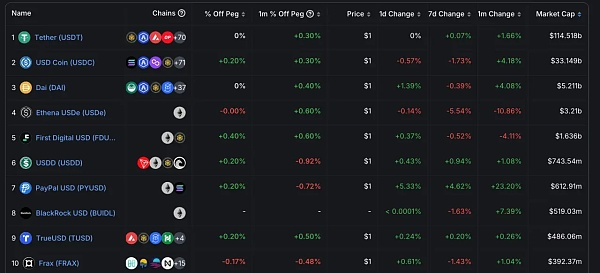 Name Chains % Off Peg 1m % Off Peg Price 1d Change 7d Change 1m Change Market Cap
1 Tether (USDT) +70 0% +0.30% $1 0% +0.07% +1.66% $114.518b
2 USD Coin (USDC) +71 +0.20% +0.30% $1 -0.57% -1.73% +4.18% $33.149b
3 Dai (DAI) +37 0% +0.40% $1 +1.39% -0.39% +4.08% $5.211b
4 Ethena USDe (USDe) -0.00% +0.60% $1 -0.14% -5.54% -10.86% $3.21b
5 First Digital USD (FDU... +0.40% +0.60% $1 +0.37% -0.52% -4.11% $1.636b
6 USDD (USDD) +0.20% -0.92% $1 +0.43% +0.94% +1.08% $743.54m
7 PayPal USD (PYUSD) +0.20% -0.72% $1 +5.33% +4.62% +23.20% $612.91m
8 BlackRock USD (BUIDL) - - $1 < 0.0001% -1.63% +7.39% $519.03m
9 TrueUSD (TUSD) +4 +0.20% +0.50% $1 +0.24% +0.20% +0.26% $486.06m
10 Frax (FRAX) +15 -0.17% -0.48% $1 +0.61% -1.43% +1.04% $392.37m